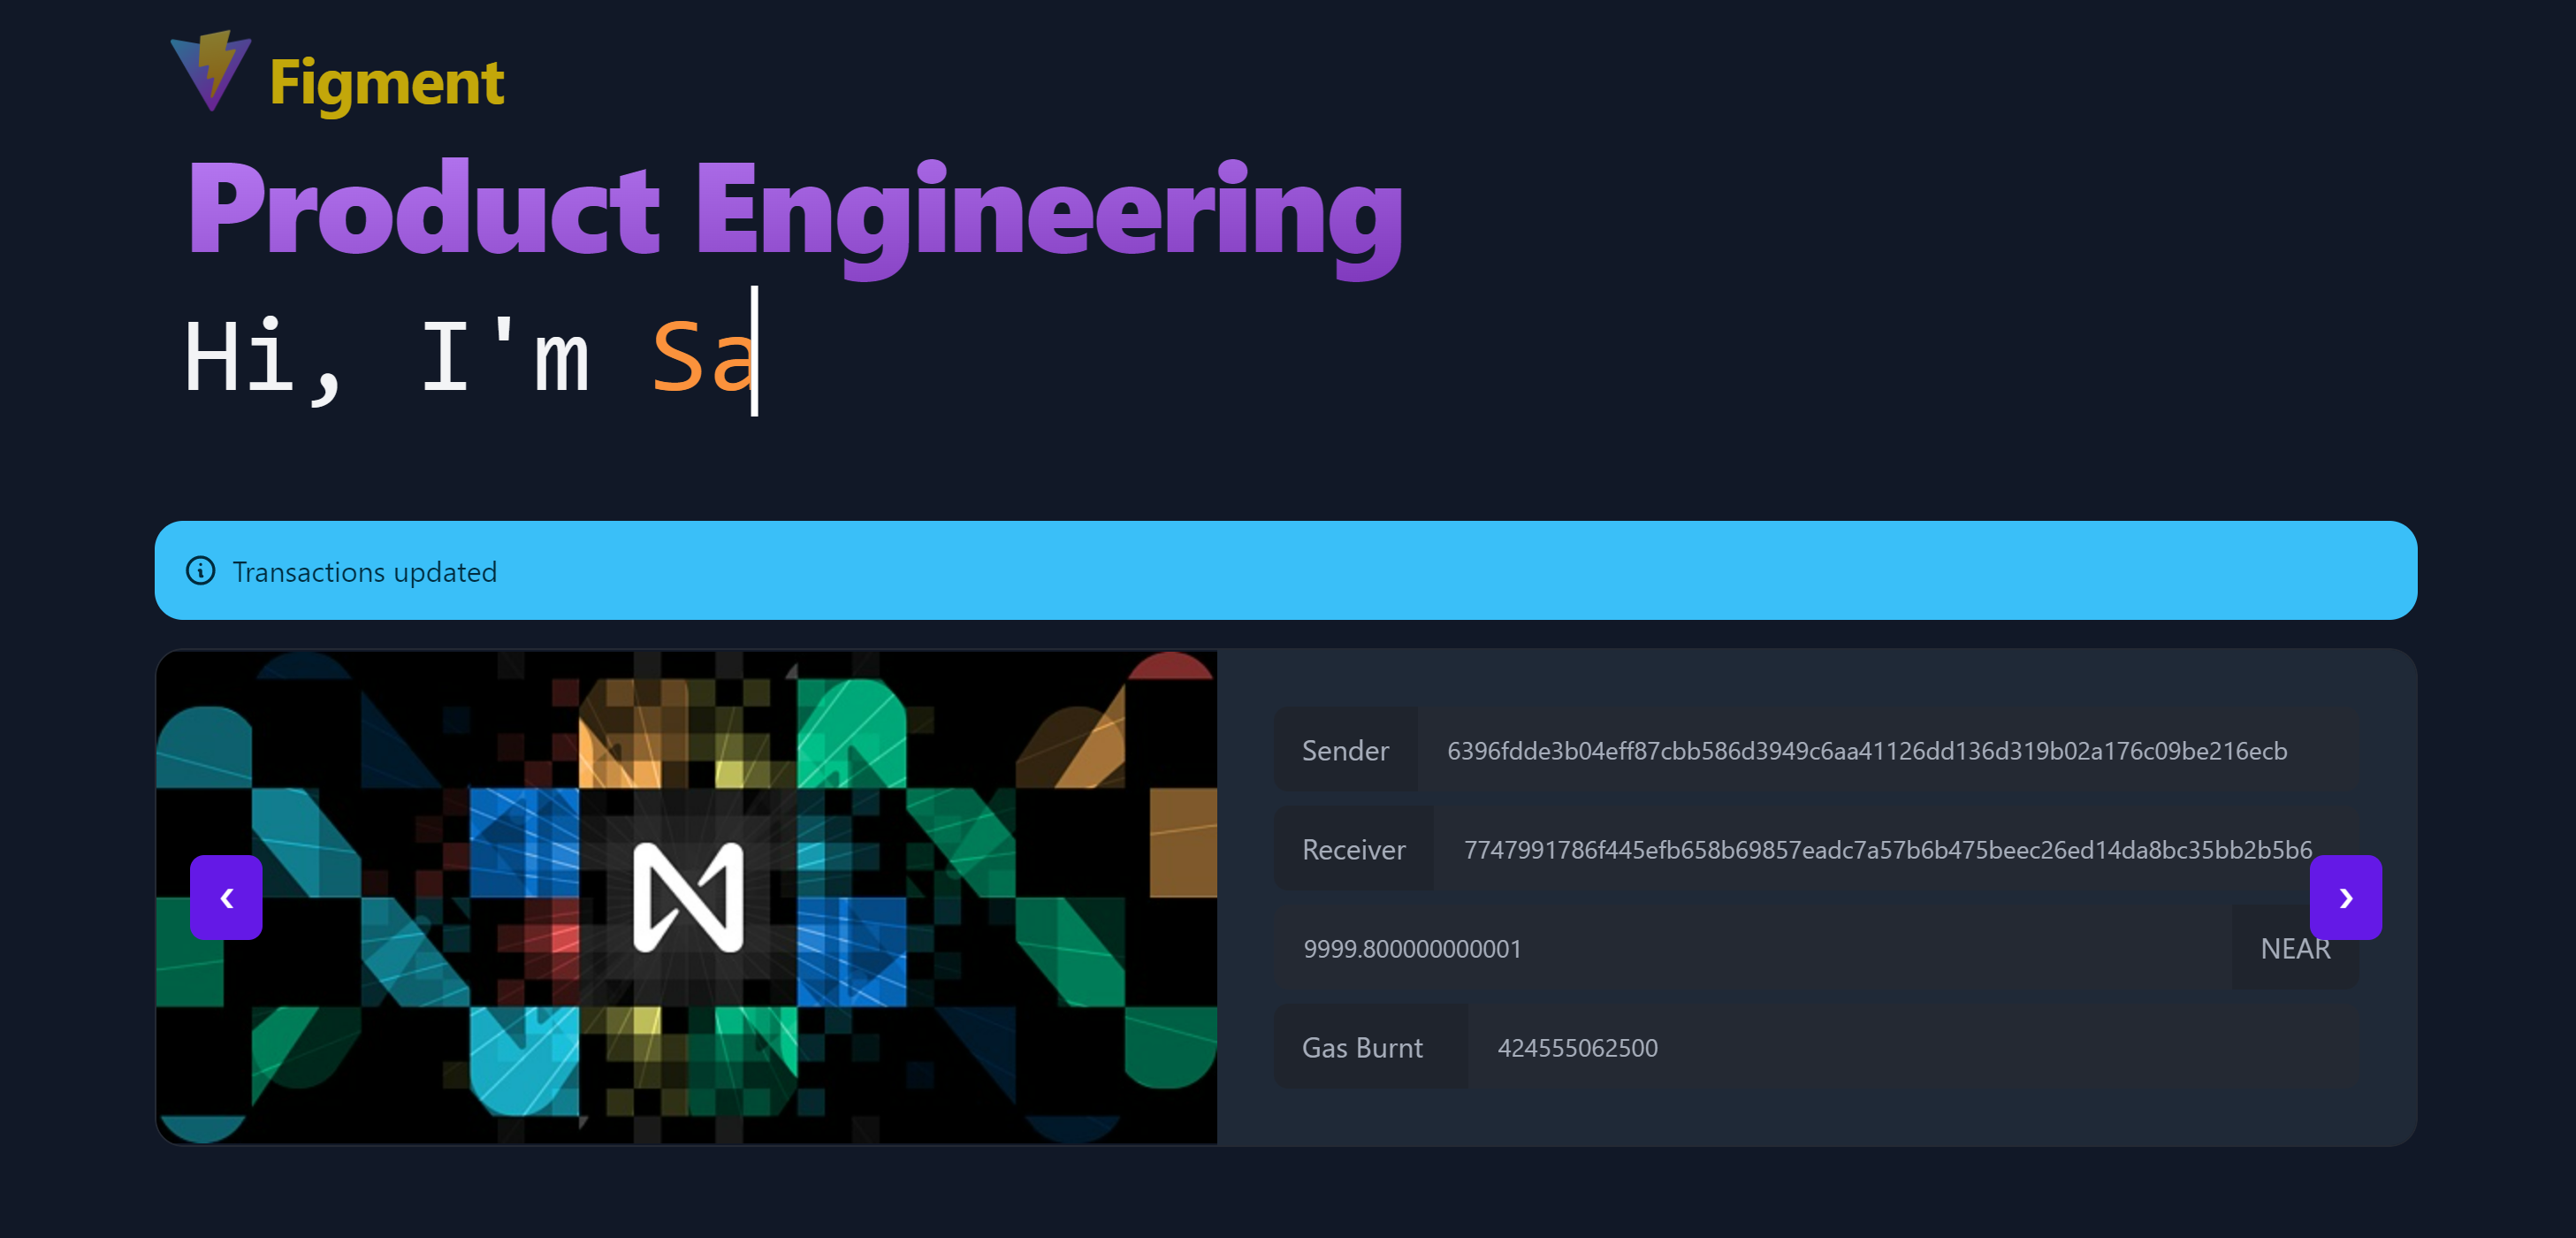 Figment
Product Engineering
Hi, I'm Sa
Transactions updated
Sender 6396fdde3b04eff87cbb586d3949c6aa41126dd136d319b02a176c09be216ecb
Receiver 7747991786f445efb658b69857eadc7a57b6b475beec26ed14da8bc35bb2b5b6
9999.800000000001 NEAR
Gas Burnt 424555062500